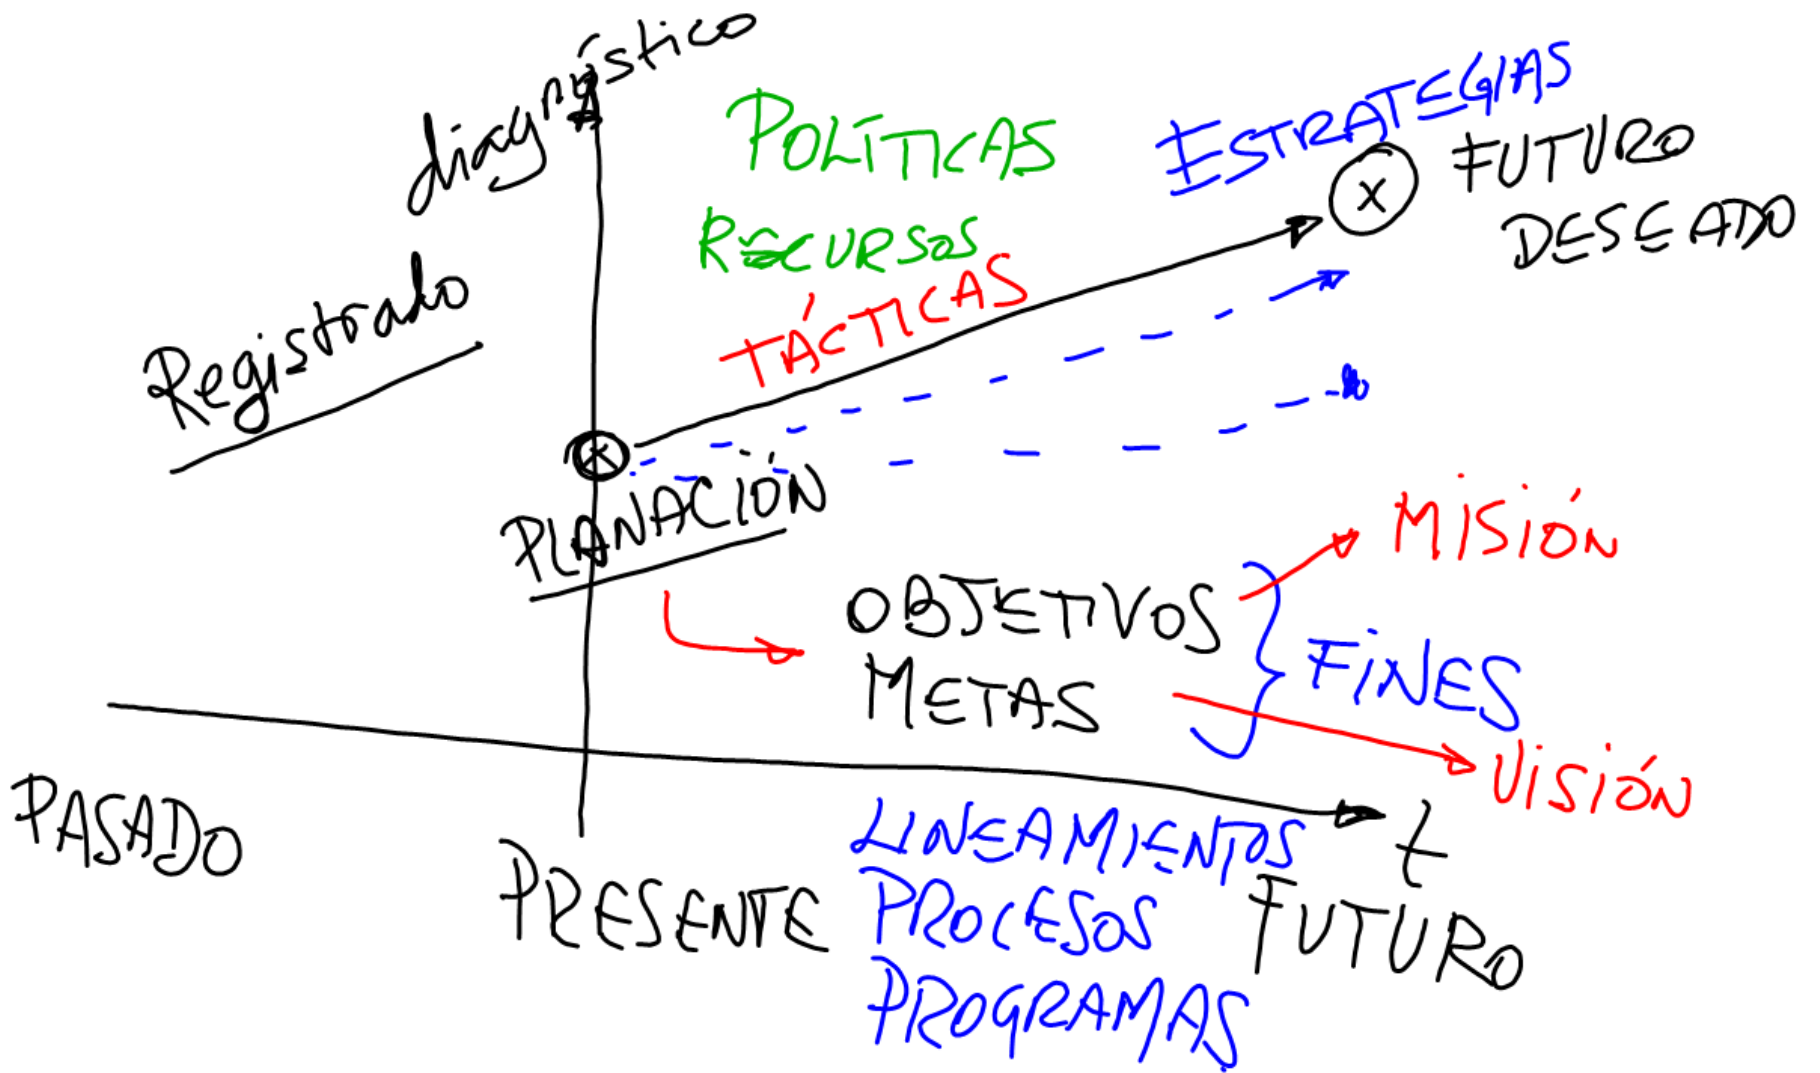 diagnóstico
Registrado
POLÍTICAS
RECURSOS
TÁCTICAS
ESTRATEGIAS
X
FUTURO
DESEADO
X
PLANACIÓN
OBJETIVOS
METAS
FINES
MISIÓN
VISIÓN
PASADO
PRESENTE
LINEAMIENTOS
PROCESOS
PROGRAMAS
t
FUTURO